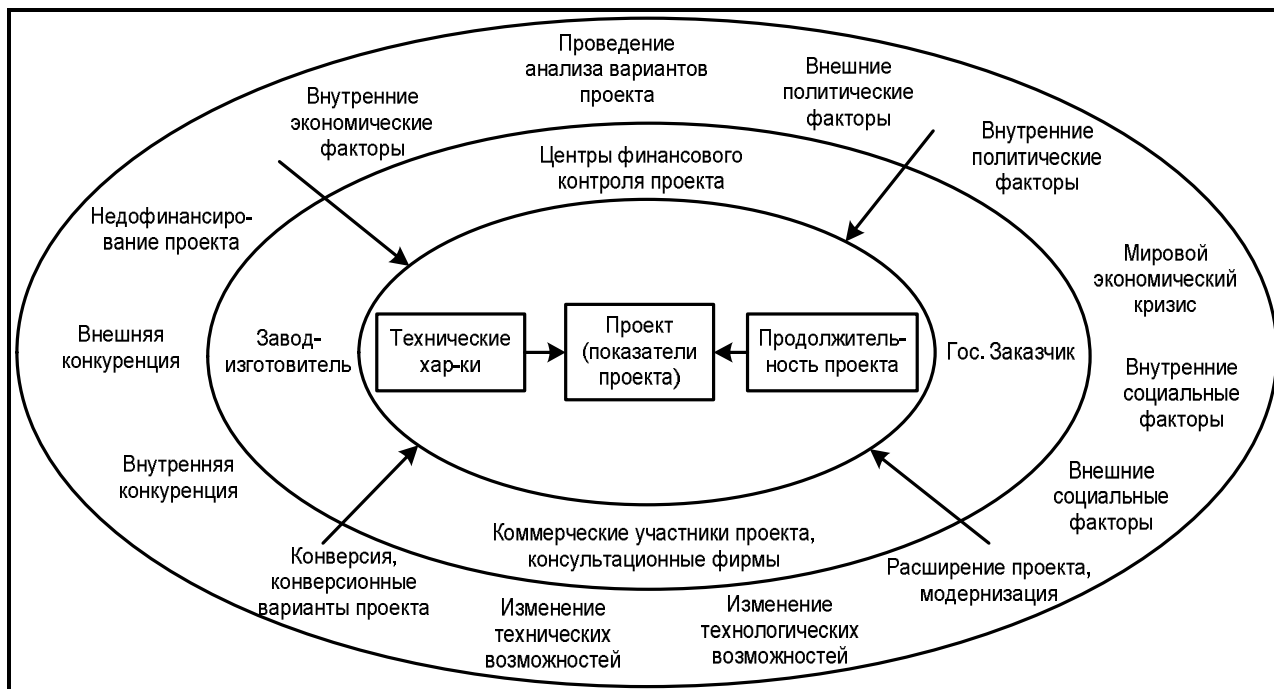 Проведение
анализа вариантов
проекта
Внешние
политические
факторы
Внутренние
экономические
факторы
Внутренние
политические
факторы
Центры финансового
контроля проекта
Недофинансиро-
вание проекта
Мировой
экономический
кризис
Внешняя
конкуренция
Завод-
изготовитель
Технические
хар-ки
Проект
(показатели
проекта)
Продолжитель-
ность проекта
Гос. Заказчик
Внутренние
социальные
факторы
Внутренняя
конкуренция
Внешние
социальные
факторы
Коммерческие участники проекта,
консультационные фирмы
Конверсия,
конверсионные
варианты проекта
Расширение проекта,
модернизация
Изменение
технических
возможностей
Изменение
технологических
возможностей